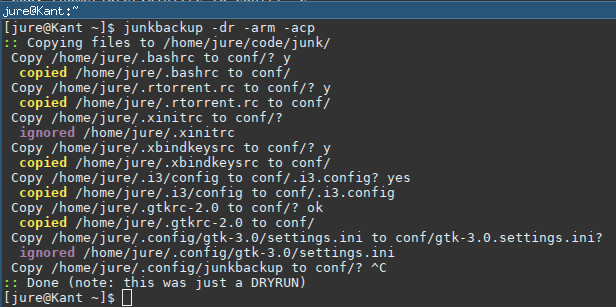 jure@Kant:~
[jure@Kant ~]$ junkbackup -dr -arm -acp
:: Copying files to /home/jure/code/junk/
Copy /home/jure/.bashrc to conf/? y
copied /home/jure/.bashrc to conf/
Copy /home/jure/.rtorrent.rc to conf/? y
copied /home/jure/.rtorrent.rc to conf/
Copy /home/jure/.xinitrc to conf/?
ignored /home/jure/.xinitrc
Copy /home/jure/.xbindkeysrc to conf/? y
copied /home/jure/.xbindkeysrc to conf/
Copy /home/jure/.i3/config to conf/.i3.config? yes
copied /home/jure/.i3/config to conf/.i3.config
Copy /home/jure/.gtkrc-2.0 to conf/? ok
copied /home/jure/.gtkrc-2.0 to conf/
Copy /home/jure/.config/gtk-3.0/settings.ini to conf/gtk-3.0.settings.ini?
ignored /home/jure/.config/gtk-3.0/settings.ini
Copy /home/jure/.config/junkbackup to conf/? ^C
:: Done (note: this was just a DRYRUN)
[jure@Kant ~]$